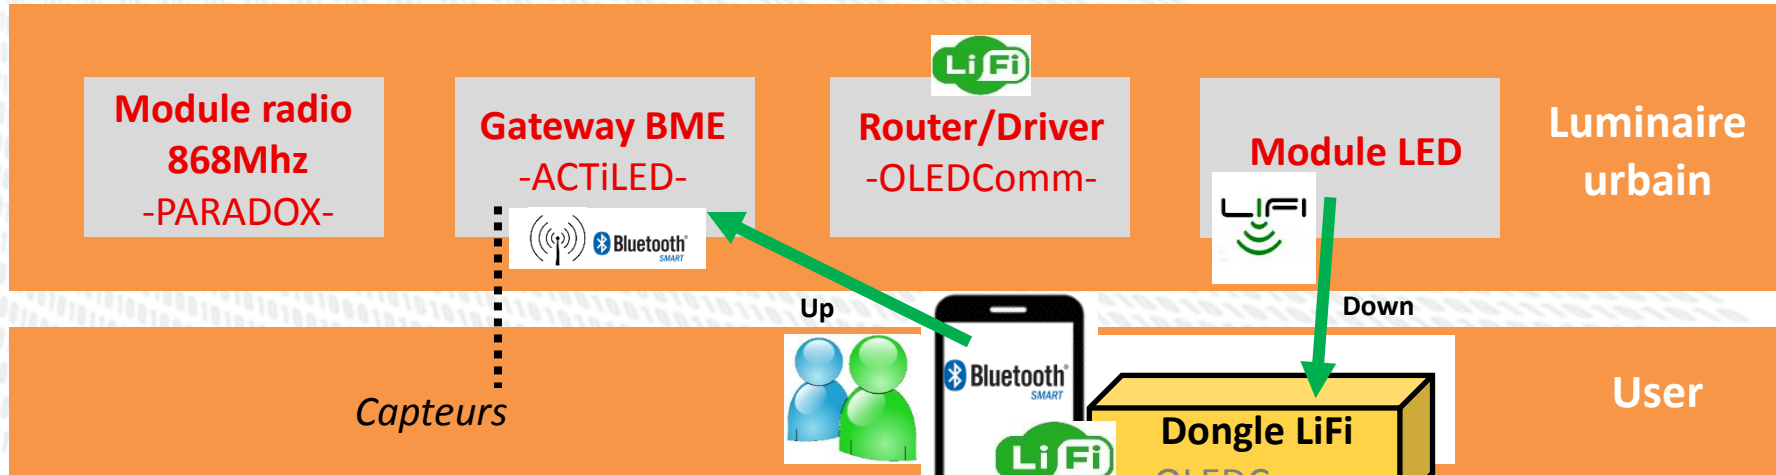 Module radio
868Mhz
-PARADOX-
Gateway BME
-ACTiLED-
Bluetooth
SMART
LiFi
Router/Driver
-OLEDComm-
Module LED
LIFI
Luminaire
urbain
Up
Down
Capteurs
Bluetooth
SMART
LiFi
Dongle LiFi
User